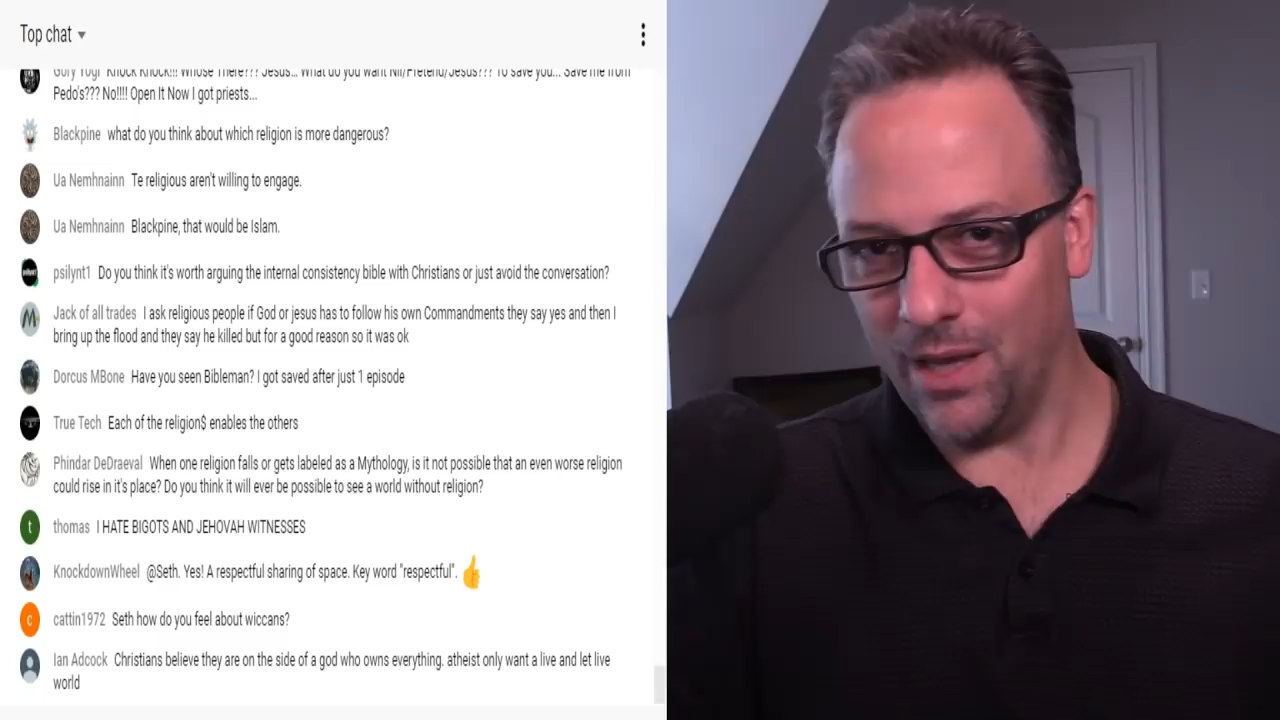 Top chat
Gory Yogi Knock Knock!!! Whose There??? Jesus... What do you want Nil/Pretend/Jesus??? To save you... Save me from
Pedo's??? No!!!! Open It Now I got priests...
Blackpine what do you think about which religion is more dangerous?
Ua Nemhnainn Te religious aren't willing to engage.
Ua Nemhnainn Blackpine, that would be Islam.
psilynt1 Do you think it's worth arguing the internal consistency bible with Christians or just avoid the conversation?
Jack of all trades I ask religious people if God or jesus has to follow his own Commandments they say yes and then I
bring up the flood and they say he killed but for a good reason so it was ok
Dorcus MBone Have you seen Bibleman? I got saved after just 1 episode
True Tech Each of the religion$ enables the others
Phindar DeDraeval When one religion falls or gets labeled as a Mythology, is it not possible that an even worse religion
could rise in it's place? Do you think it will ever be possible to see a world without religion?
t thomas I HATE BIGOTS AND JEHOVAH WITNESSES
KnockdownWheel @Seth. Yes! A respectful sharing of space. Key word "respectful". 👍
c cattin1972 Seth how do you feel about wiccans?
Ian Adcock Christians believe they are on the side of a god who owns everything. atheist only want a live and let live
world